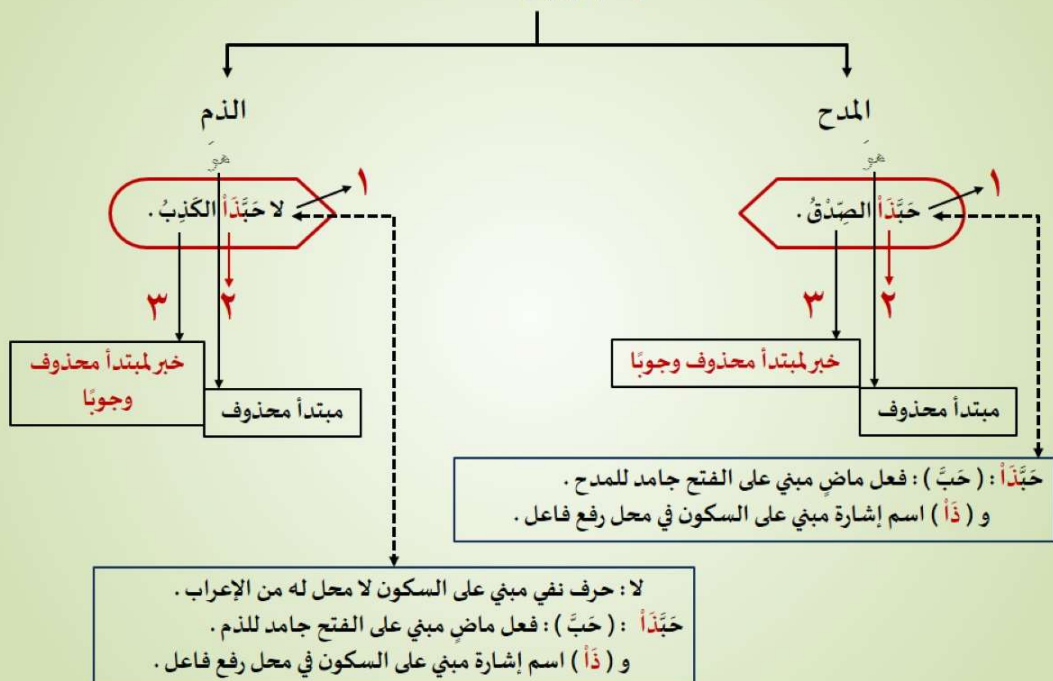 المدح
هوَ
حَبَّذَاْ الصِّدْقُ .
١
٢
٣
خبر لمبتدأ محذوف وجوبًا
مبتدأ محذوف
حَبَّذَاْ : ( حَبَّ ) : فعل ماضٍ مبني على الفتح جامد للمدح .
و ( ذَاْ ) اسم إشارة مبني على السكون في محل رفع فاعل .
الذم
هوَ
لا حَبَّذَاْ الكَذِبُ .
١
٢
٣
خبر لمبتدأ محذوف
وجوبًا
مبتدأ محذوف
لا : حرف نفي مبني على السكون لا محل له من الإعراب .
حَبَّذَاْ : ( حَبَّ ) : فعل ماضٍ مبني على الفتح جامد للذم .
و ( ذَاْ ) اسم إشارة مبني على السكون في محل رفع فاعل .